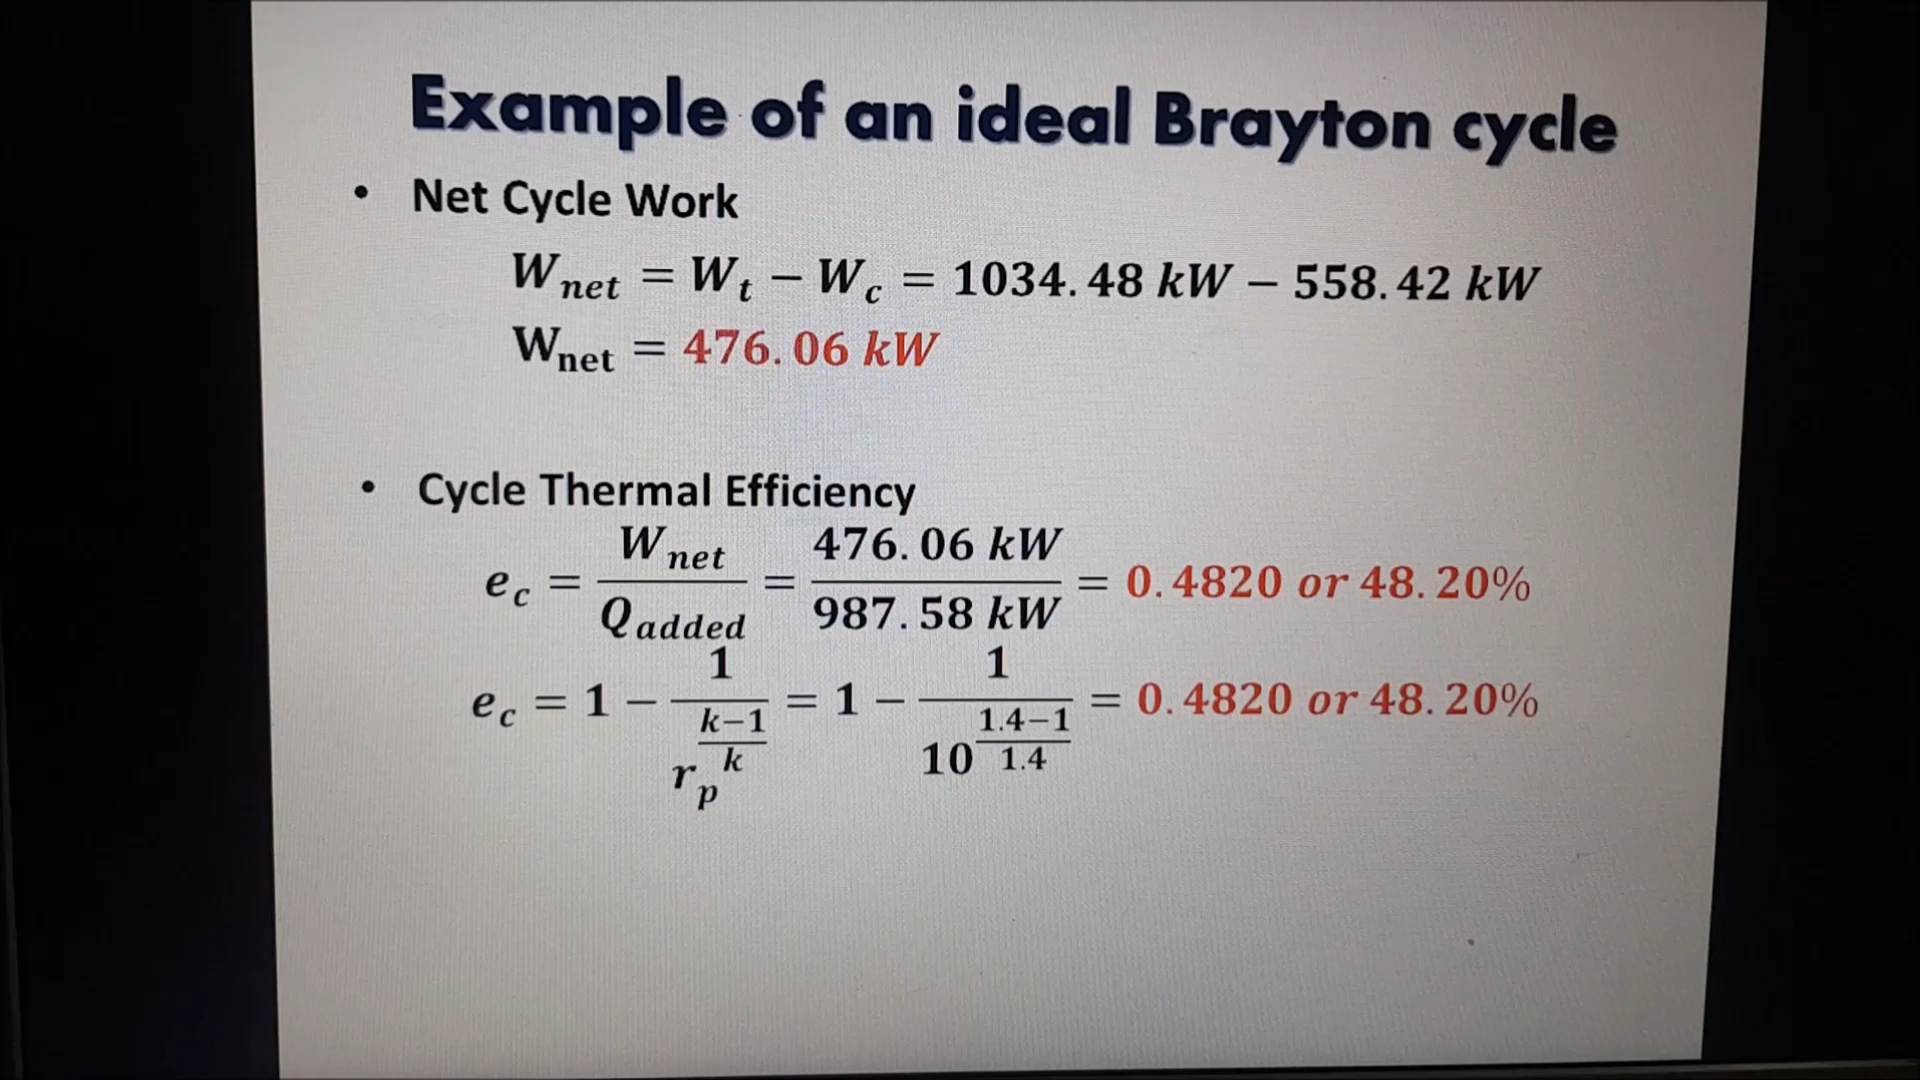 Example of an ideal Brayton cycle
• Net Cycle Work
W_net = W_t − W_c = 1034.48 kW − 558.42 kW
W_net = 476.06 kW
• Cycle Thermal Efficiency
e_c = W_net / Q_added = 476.06 kW / 987.58 kW = 0.4820 or 48.20%
e_c = 1 − 1 / r_p^((k−1)/k) = 1 − 1 / 10^((1.4−1)/1.4) = 0.4820 or 48.20%